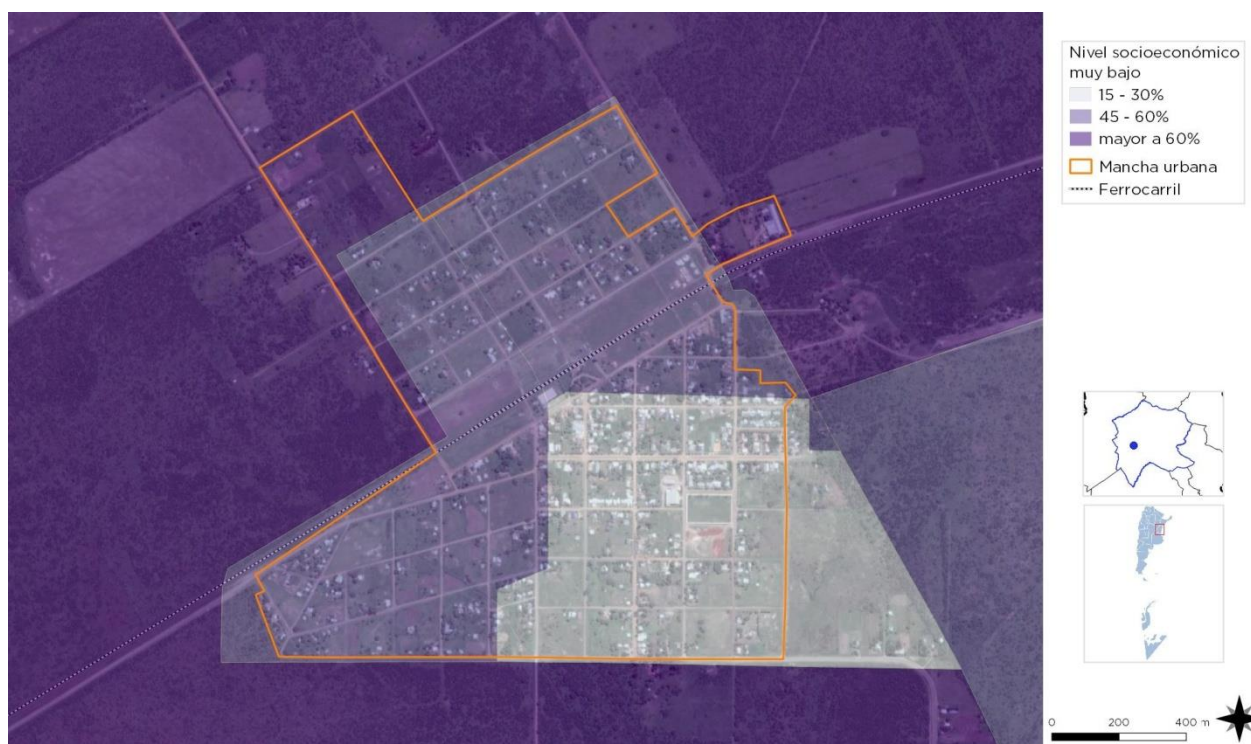 Nivel socioeconómico
muy bajo
15 - 30%
45 - 60%
mayor a 60%
Mancha urbana
Ferrocarril
0 200 400 m